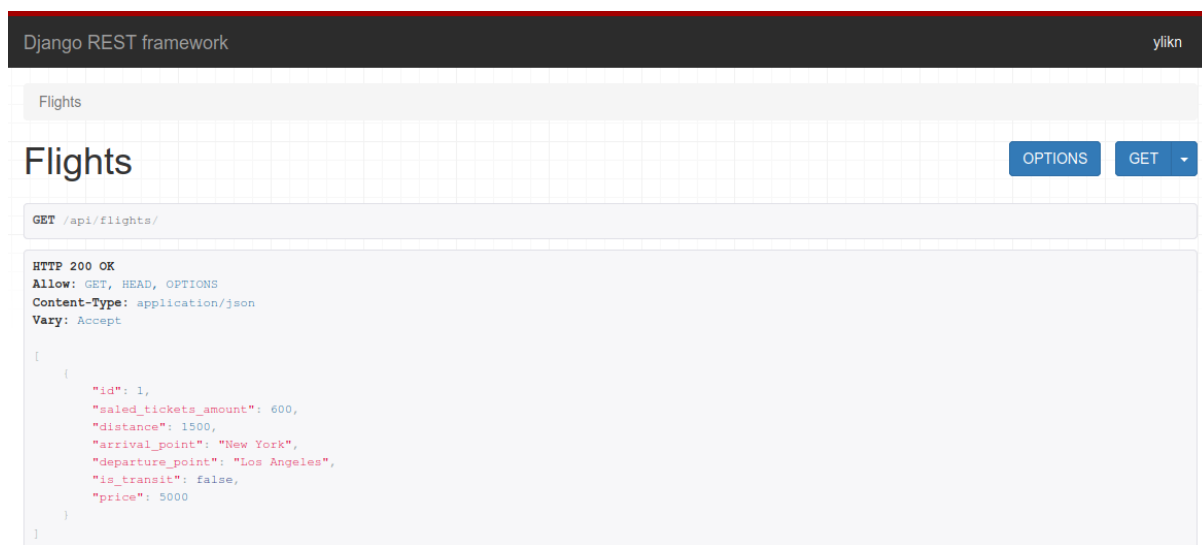 Django REST framework
ylikn
Flights
Flights
OPTIONS
GET
GET /api/flights/
HTTP 200 OK
Allow: GET, HEAD, OPTIONS
Content-Type: application/json
Vary: Accept
[
    {
        "id": 1,
        "saled_tickets_amount": 600,
        "distance": 1500,
        "arrival_point": "New York",
        "departure_point": "Los Angeles",
        "is_transit": false,
        "price": 5000
    }
]